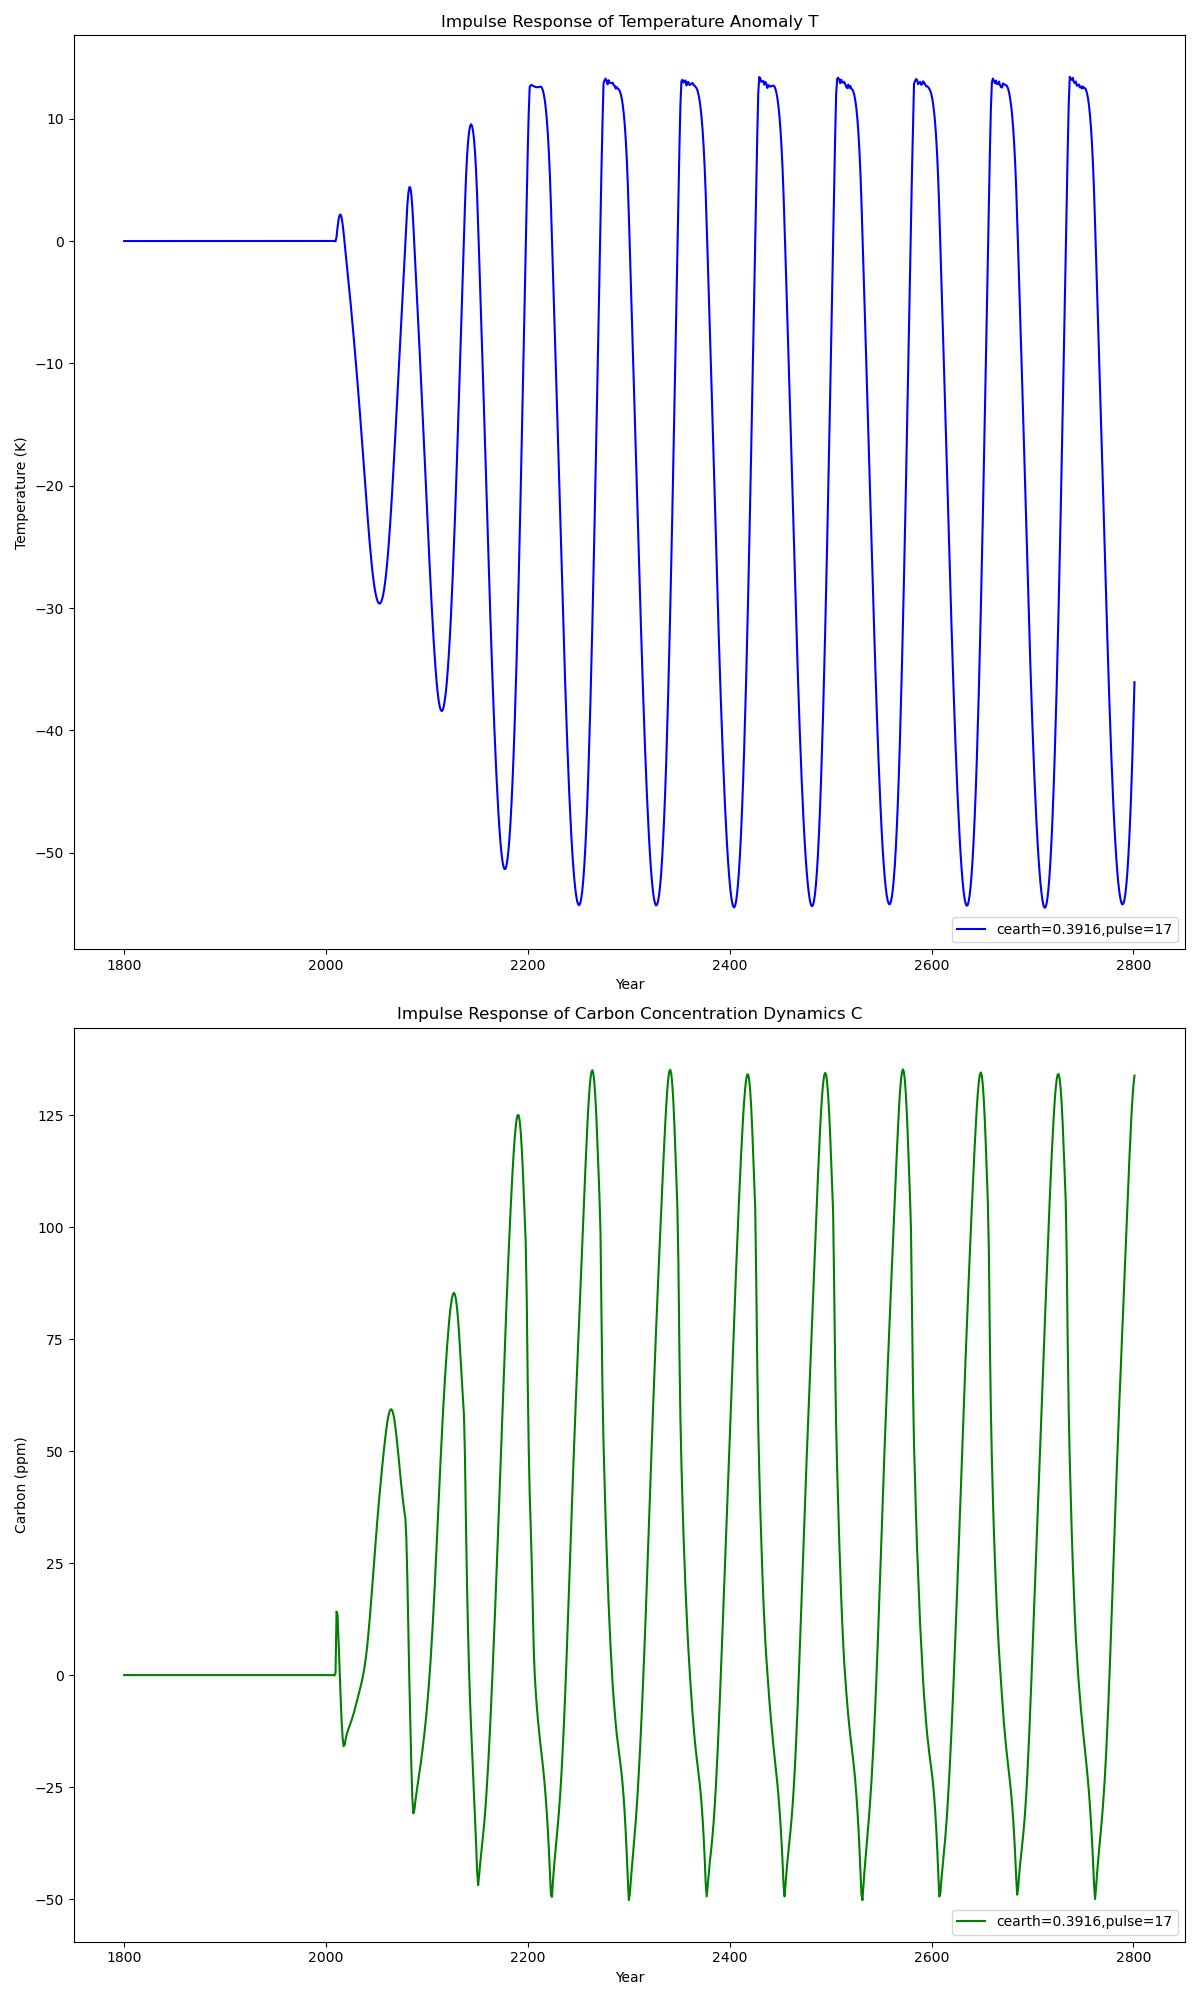 Impulse Response of Temperature Anomaly T
Temperature (K)
10
0
−10
−20
−30
−40
−50
cearth=0.3916,pulse=17
1800 2000 2200 2400 2600 2800
Year
Impulse Response of Carbon Concentration Dynamics C
Carbon (ppm)
125
100
75
50
25
0
−25
−50
cearth=0.3916,pulse=17
1800 2000 2200 2400 2600 2800
Year